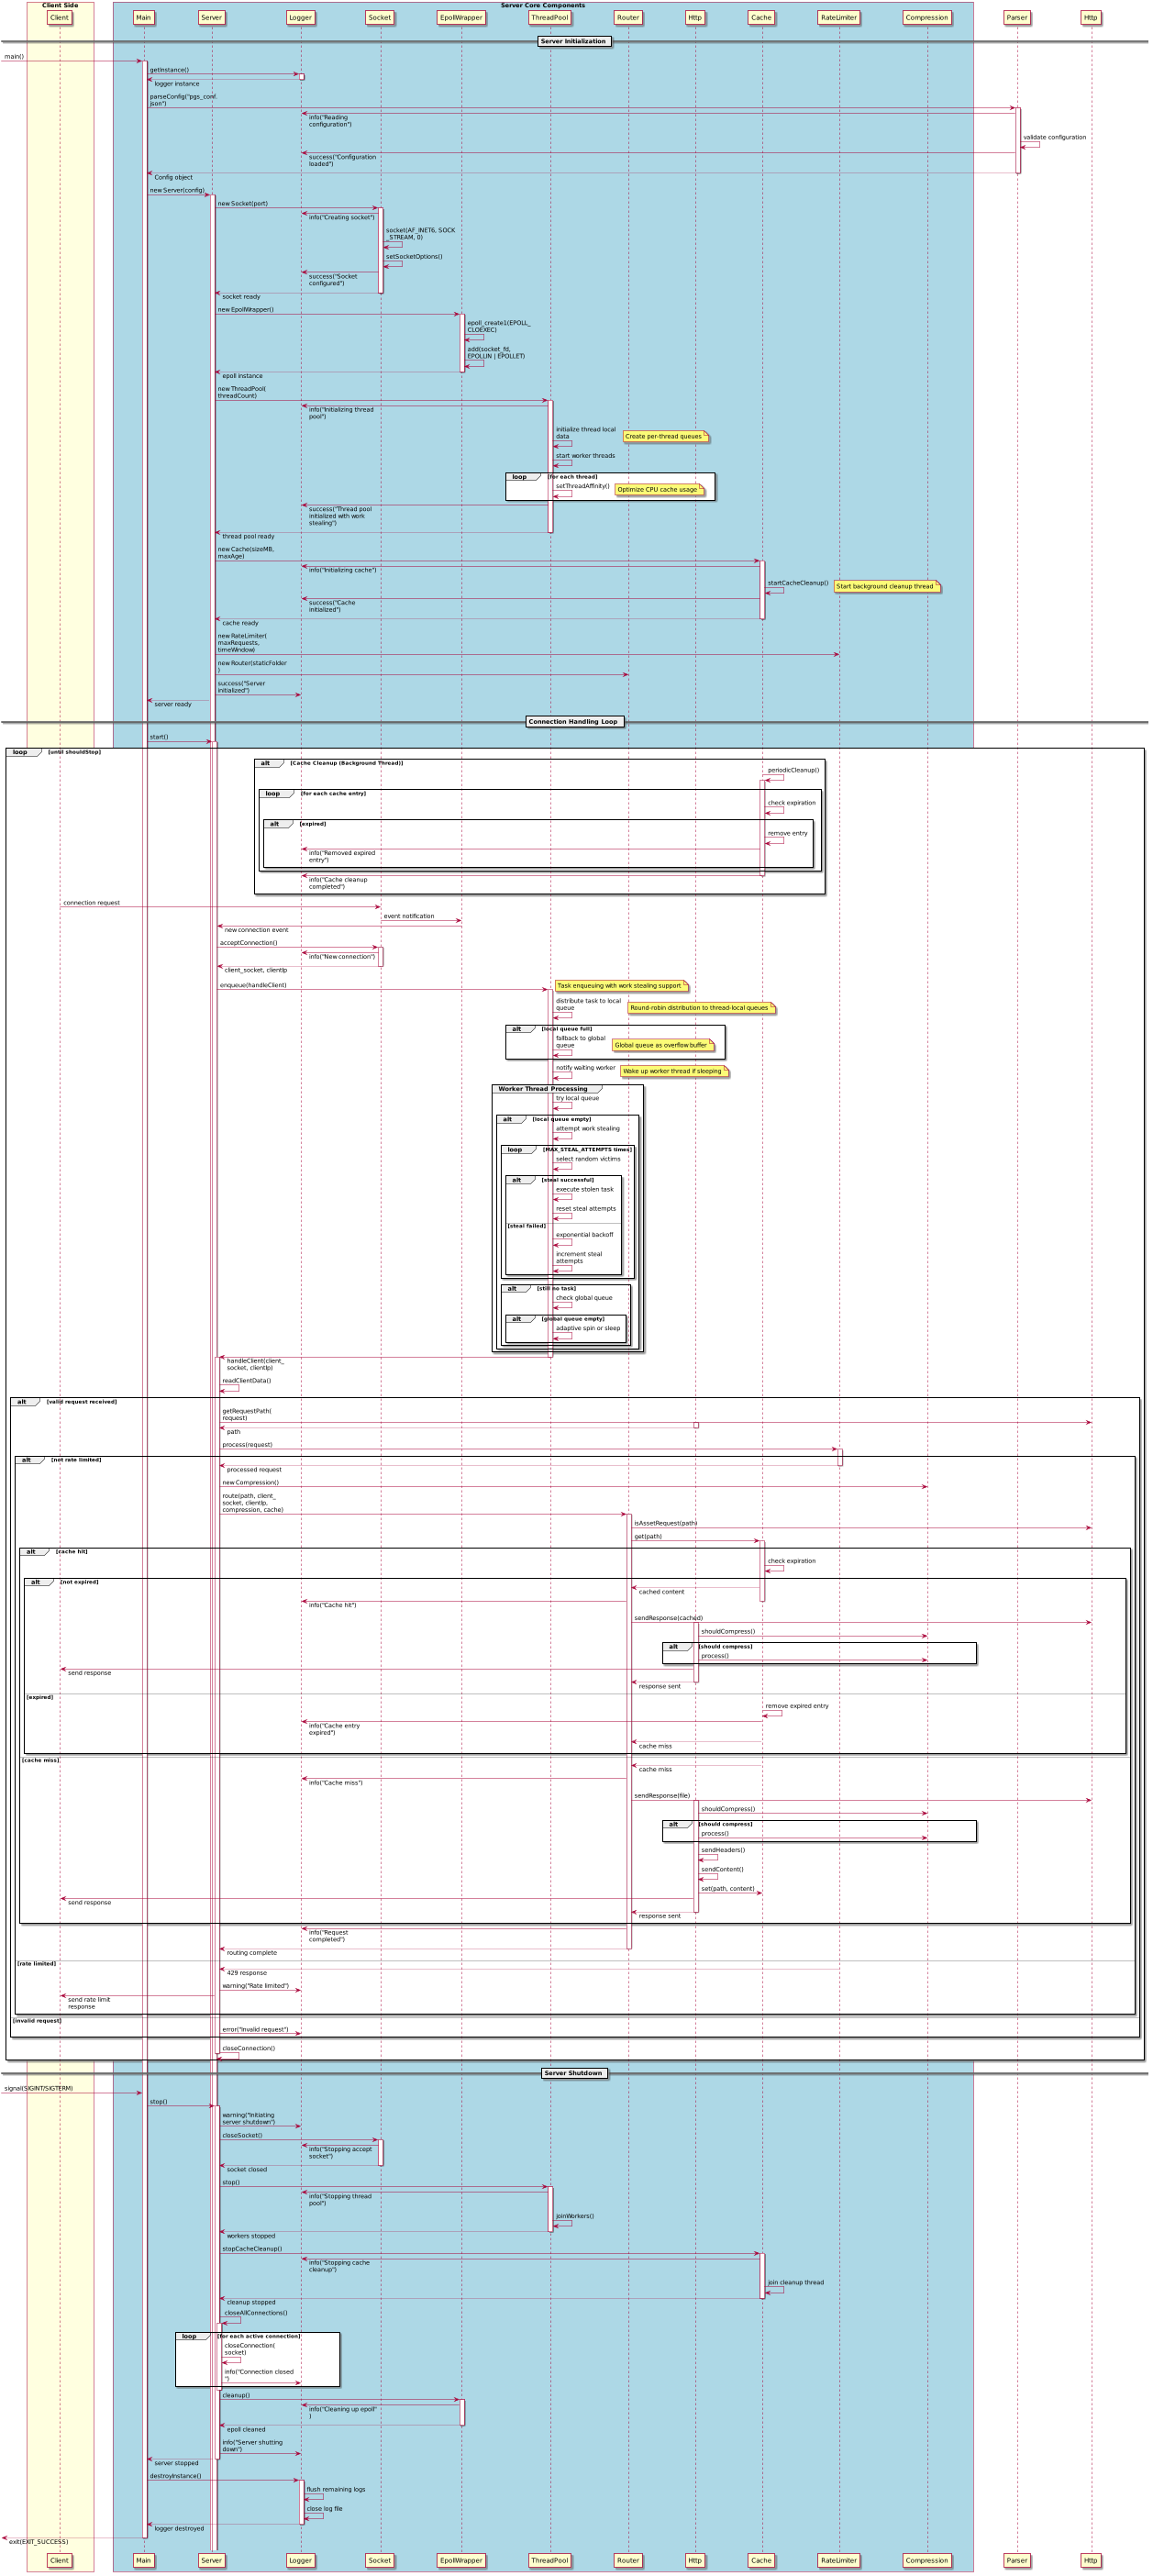 Client Side
Server Core Components
Client
Main
Server
Logger
Socket
EpollWrapper
ThreadPool
Router
Http
Cache
RateLimiter
Compression
Parser
Http
Server Initialization
main()
getInstance()
logger instance
parseConfig("pgs_conf.
json")
info("Reading
configuration")
validate configuration
success("Configuration
loaded")
Config object
new Server(config)
new Socket(port)
info("Creating socket")
socket(AF_INET6, SOCK
_STREAM, 0)
setSocketOptions()
success("Socket
configured")
socket ready
new EpollWrapper()
epoll_create1(EPOLL_
CLOEXEC)
add(socket_fd,
EPOLLIN | EPOLLET)
epoll instance
new ThreadPool(
threadCount)
info("Initializing thread
pool")
initialize thread local
data
Create per-thread queues
start worker threads
loop
[for each thread]
setThreadAffinity()
Optimize CPU cache usage
success("Thread pool
initialized with work
stealing")
thread pool ready
new Cache(sizeMB,
maxAge)
info("Initializing cache")
startCacheCleanup()
Start background cleanup thread
success("Cache
initialized")
cache ready
new RateLimiter(
maxRequests,
timeWindow)
new Router(staticFolder
)
success("Server
initialized")
server ready
Connection Handling Loop
start()
loop
[until shouldStop]
alt
[Cache Cleanup (Background Thread)]
periodicCleanup()
loop
[for each cache entry]
check expiration
alt
[expired]
remove entry
info("Removed expired
entry")
info("Cache cleanup
completed")
connection request
event notification
new connection event
acceptConnection()
info("New connection")
client_socket, clientIp
enqueue(handleClient)
Task enqueuing with work stealing support
distribute task to local
queue
Round-robin distribution to thread-local queues
alt
[local queue full]
fallback to global
queue
Global queue as overflow buffer
notify waiting worker
Wake up worker thread if sleeping
Worker Thread Processing
try local queue
alt
[local queue empty]
attempt work stealing
loop
[MAX_STEAL_ATTEMPTS times]
select random victims
alt
[steal successful]
execute stolen task
reset steal attempts
[steal failed]
exponential backoff
increment steal
attempts
alt
[still no task]
check global queue
alt
[global queue empty]
adaptive spin or sleep
handleClient(client_
socket, clientIp)
readClientData()
alt
[valid request received]
getRequestPath(
request)
path
process(request)
alt
[not rate limited]
processed request
new Compression()
route(path, client_
socket, clientIp,
compression, cache)
isAssetRequest(path)
get(path)
alt
[cache hit]
check expiration
alt
[not expired]
cached content
info("Cache hit")
sendResponse(cached)
shouldCompress()
alt
[should compress]
process()
send response
response sent
[expired]
remove expired entry
info("Cache entry
expired")
cache miss
[cache miss]
cache miss
info("Cache miss")
sendResponse(file)
shouldCompress()
alt
[should compress]
process()
sendHeaders()
sendContent()
set(path, content)
send response
response sent
info("Request
completed")
routing complete
[rate limited]
429 response
warning("Rate limited")
send rate limit
response
[invalid request]
error("Invalid request")
closeConnection()
Server Shutdown
signal(SIGINT/SIGTERM)
stop()
warning("Initiating
server shutdown")
closeSocket()
info("Stopping accept
socket")
socket closed
stop()
info("Stopping thread
pool")
joinWorkers()
workers stopped
stopCacheCleanup()
info("Stopping cache
cleanup")
join cleanup thread
cleanup stopped
closeAllConnections()
loop
[for each active connection]
closeConnection(
socket)
info("Connection closed
")
cleanup()
info("Cleaning up epoll"
)
epoll cleaned
info("Server shutting
down")
server stopped
destroyInstance()
flush remaining logs
close log file
logger destroyed
exit(EXIT_SUCCESS)
Client
Main
Server
Logger
Socket
EpollWrapper
ThreadPool
Router
Http
Cache
RateLimiter
Compression
Parser
Http